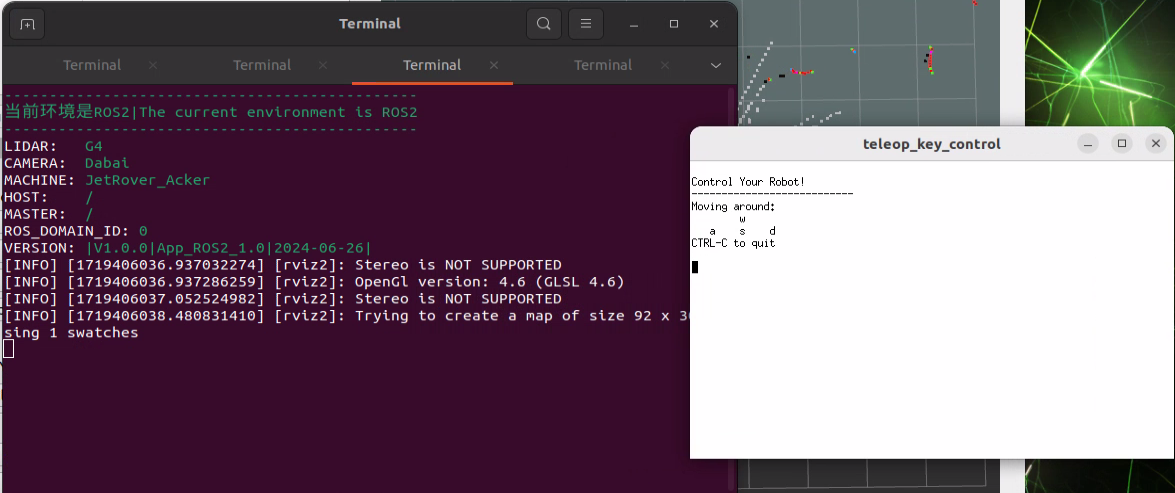 Terminal
Terminal
Terminal
Terminal
Terminal
----------------------------------------------
当前环境是ROS2|The current environment is ROS2
----------------------------------------------
LIDAR: G4
CAMERA: Dabai
MACHINE: JetRover_Acker
HOST: /
MASTER: /
ROS_DOMAIN_ID: 0
VERSION: |V1.0.0|App_ROS2_1.0|2024-06-26|
[INFO] [1719406036.937032274] [rviz2]: Stereo is NOT SUPPORTED
[INFO] [1719406036.937286259] [rviz2]: OpenGl version: 4.6 (GLSL 4.6)
[INFO] [1719406037.052524982] [rviz2]: Stereo is NOT SUPPORTED
[INFO] [1719406038.480831410] [rviz2]: Trying to create a map of size 92 x
sing 1 swatches
teleop_key_control
Control Your Robot!
---------------------------
Moving around:
w
a s d
CTRL-C to quit